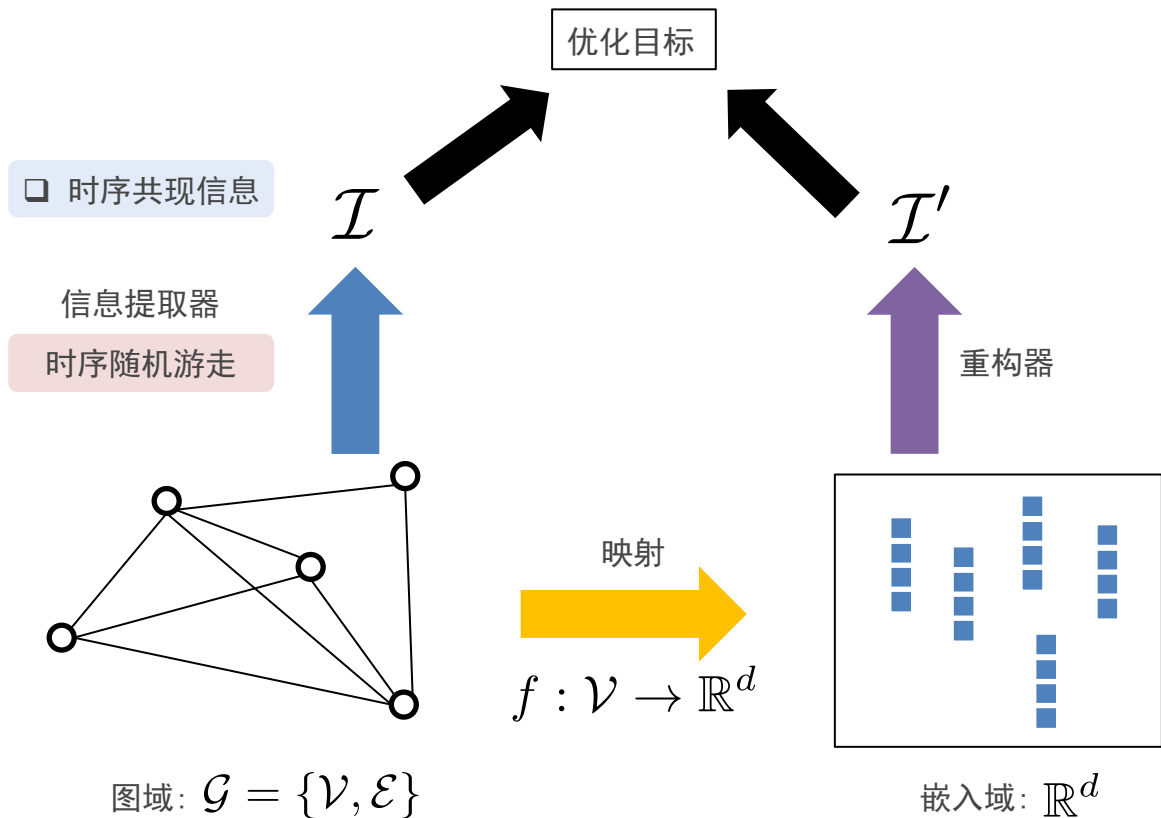 优化目标
❑ 时序共现信息
ℐ
ℐ′
信息提取器
时序随机游走
重构器
映射
f : 𝒱 → ℝ^d
图域: 𝒢 = {𝒱, ℰ}
嵌入域: ℝ^d